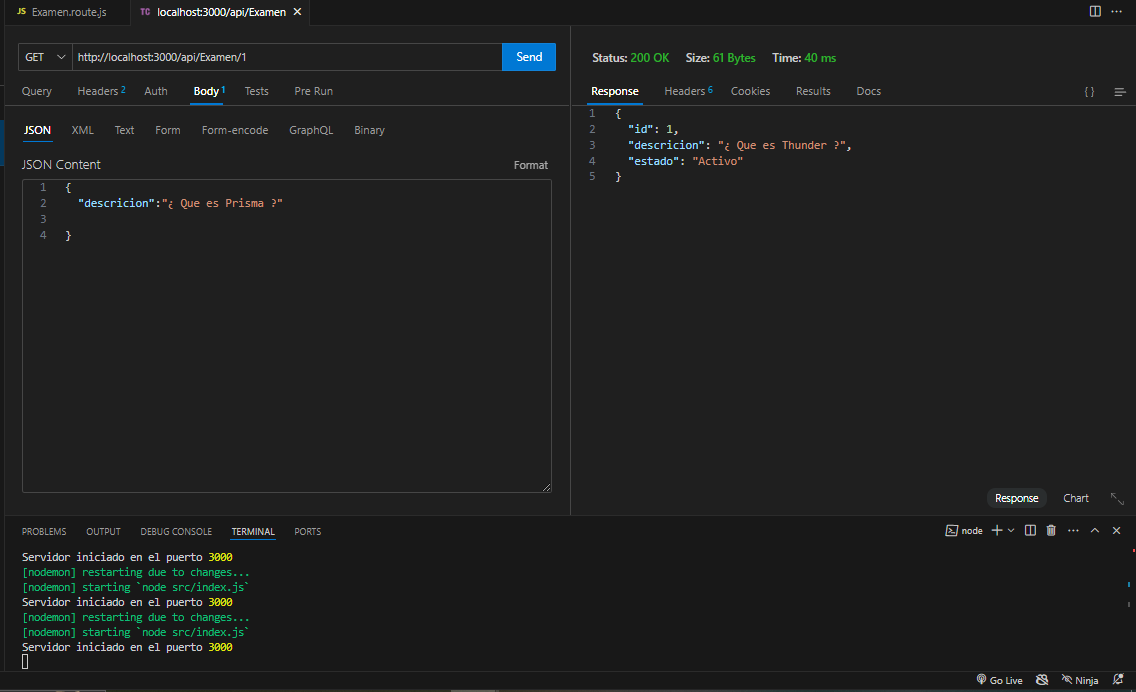 JS Examen.route.js
TC localhost:3000/api/Examen
GET http://localhost:3000/api/Examen/1 Send
Query Headers 2 Auth Body 1 Tests Pre Run
JSON XML Text Form Form-encode GraphQL Binary
JSON Content Format
1 {
2 "descricion":"¿ Que es Prisma ?"
3
4 }
Status: 200 OK Size: 61 Bytes Time: 40 ms
Response Headers 6 Cookies Results Docs { }
1 {
2 "id": 1,
3 "descricion": "¿ Que es Thunder ?",
4 "estado": "Activo"
5 }
Response Chart
PROBLEMS OUTPUT DEBUG CONSOLE TERMINAL PORTS node
Servidor iniciado en el puerto 3000
[nodemon] restarting due to changes...
[nodemon] starting `node src/index.js`
Servidor iniciado en el puerto 3000
[nodemon] restarting due to changes...
[nodemon] starting `node src/index.js`
Servidor iniciado en el puerto 3000
Go Live Ninja